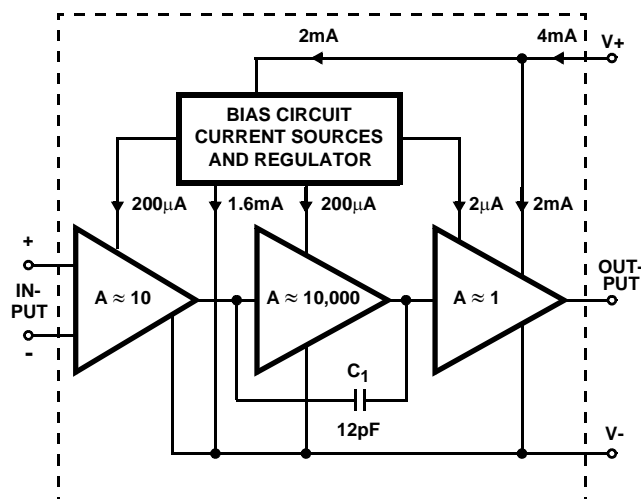 2mA
4mA
V+
BIAS CIRCUIT
CURRENT SOURCES
AND REGULATOR
200μA
1.6mA
200μA
2μA
2mA
+
IN-
PUT
-
A ≈ 10
A ≈ 10,000
A ≈ 1
OUT-
PUT
C1
12pF
V-